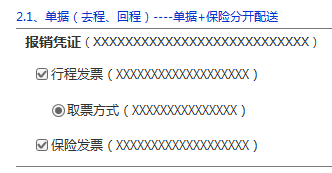 2.1、单据（去程、回程）----单据+保险分开配送
报销凭证（XXXXXXXXXXXXXXXXXXXXXXXXXXX）
行程发票（XXXXXXXXXXXXXXXXXXX）
取票方式（XXXXXXXXXXXXXXX）
保险发票（XXXXXXXXXXXXXXXXXXX）